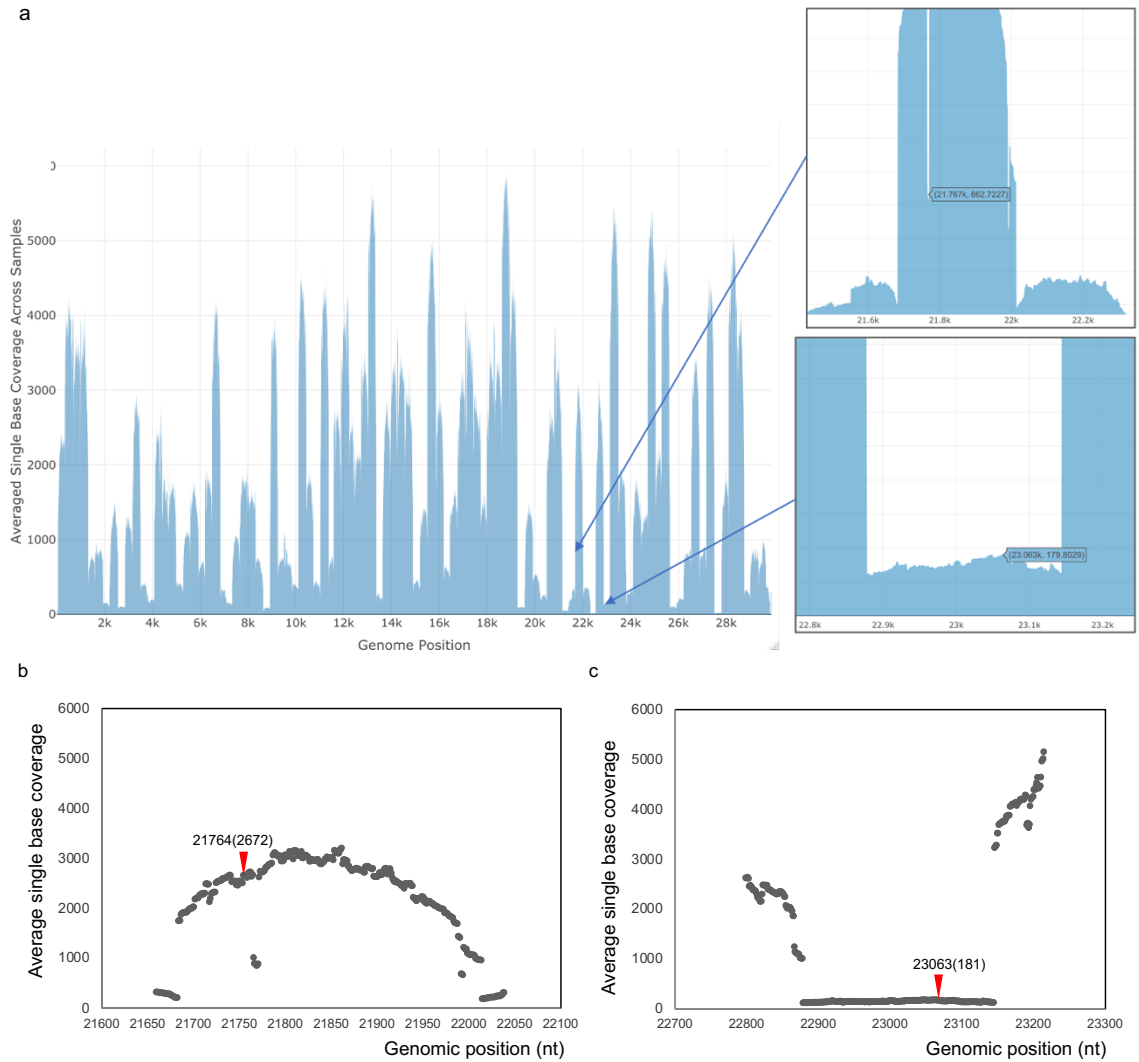 a
0
5000
4000
3000
2000
1000
0
Averaged Single Base Coverage Across Samples
2k 4k 6k 8k 10k 12k 14k 16k 18k 20k 22k 24k 26k 28k
Genome Position
(21.767k, 862.7227)
21.6k 21.8k 22k 22.2k
(23.063k, 179.8029)
22.8k 22.9k 23k 23.1k 23.2k
b
6000
5000
4000
3000
2000
1000
0
Average single base coverage
21764(2672)
21600 21650 21700 21750 21800 21850 21900 21950 22000 22050 22100
Genomic position (nt)
c
6000
5000
4000
3000
2000
1000
0
Average single base coverage
23063(181)
22700 22800 22900 23000 23100 23200 23300
Genomic position (nt)